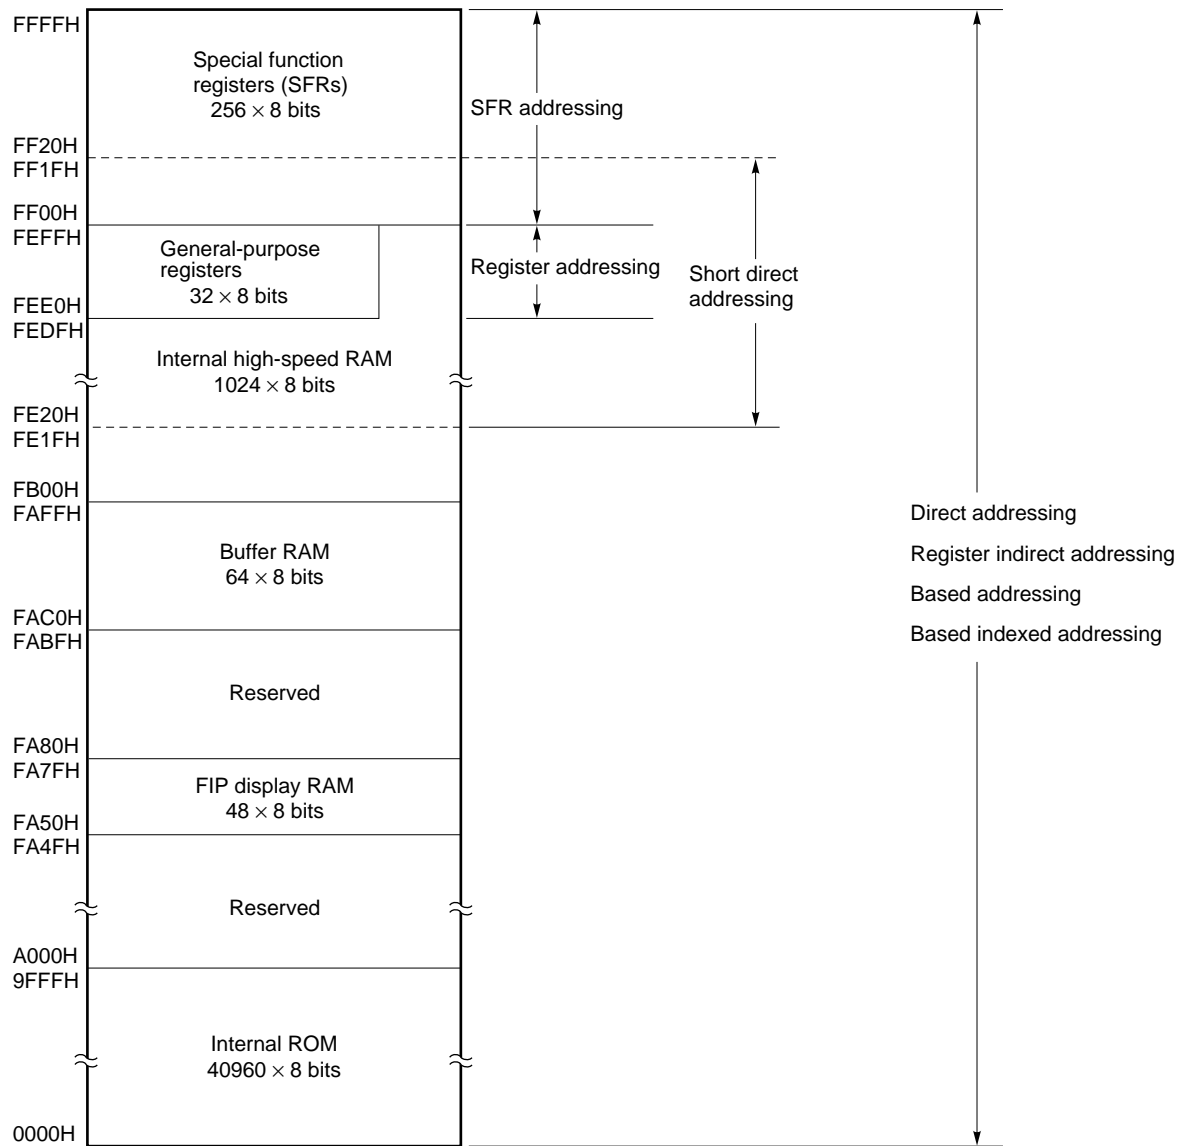 FFFFH
Special function
registers (SFRs)
256 × 8 bits
SFR addressing
FF20H
FF1FH
FF00H
FEFFH
General-purpose
registers
32 × 8 bits
Register addressing
Short direct
addressing
FEE0H
FEDFH
Internal high-speed RAM
1024 × 8 bits
FE20H
FE1FH
FB00H
FAFFH
Direct addressing
Register indirect addressing
Based addressing
Based indexed addressing
Buffer RAM
64 × 8 bits
FAC0H
FABFH
Reserved
FA80H
FA7FH
FIP display RAM
48 × 8 bits
FA50H
FA4FH
Reserved
A000H
9FFFH
Internal ROM
40960 × 8 bits
0000H